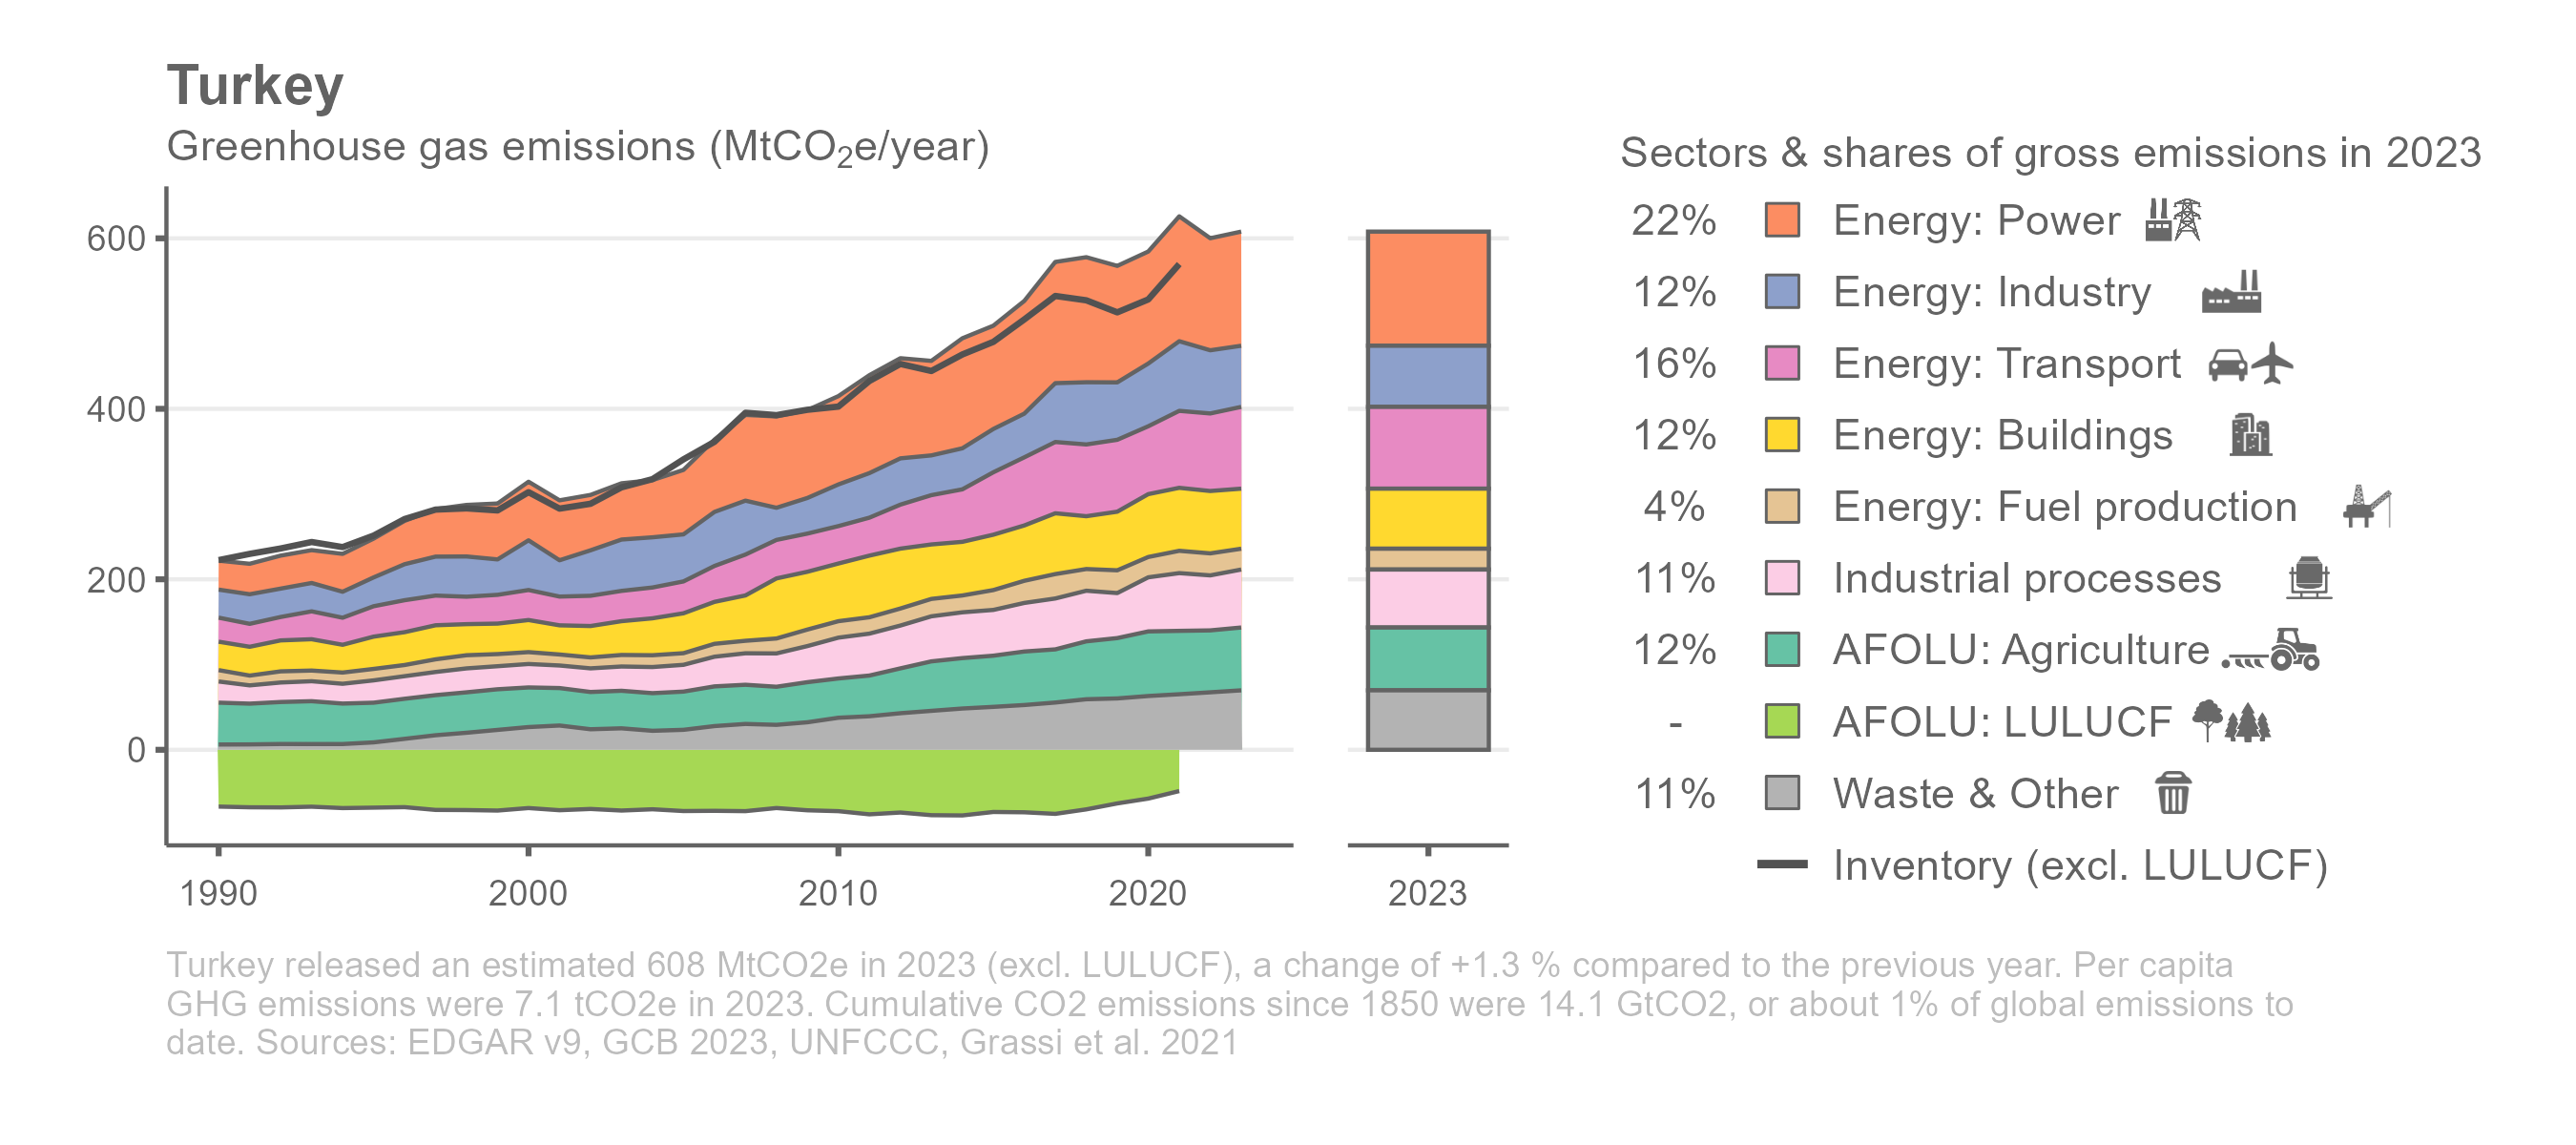 Turkey
Greenhouse gas emissions (MtCO₂e/year)
600
400
200
0
1990
2000
2010
2020
2023
Sectors & shares of gross emissions in 2023
22% Energy: Power
12% Energy: Industry
16% Energy: Transport
12% Energy: Buildings
4% Energy: Fuel production
11% Industrial processes
12% AFOLU: Agriculture
- AFOLU: LULUCF
11% Waste & Other
Inventory (excl. LULUCF)
Turkey released an estimated 608 MtCO2e in 2023 (excl. LULUCF), a change of +1.3 % compared to the previous year. Per capita
GHG emissions were 7.1 tCO2e in 2023. Cumulative CO2 emissions since 1850 were 14.1 GtCO2, or about 1% of global emissions to
date. Sources: EDGAR v9, GCB 2023, UNFCCC, Grassi et al. 2021